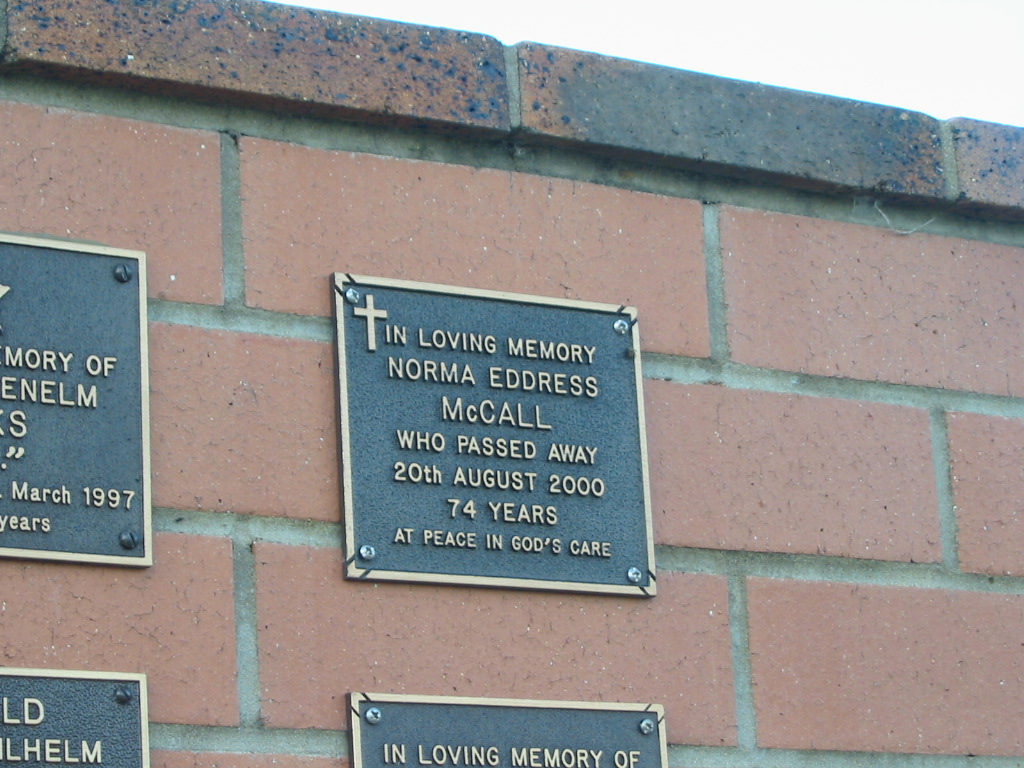 EMORY OF
ENELM
KS
."
March 1997
years
IN LOVING MEMORY
NORMA EDDRESS
McCALL
WHO PASSED AWAY
20th AUGUST 2000
74 YEARS
AT PEACE IN GOD'S CARE
LD
ILHELM
IN LOVING MEMORY OF